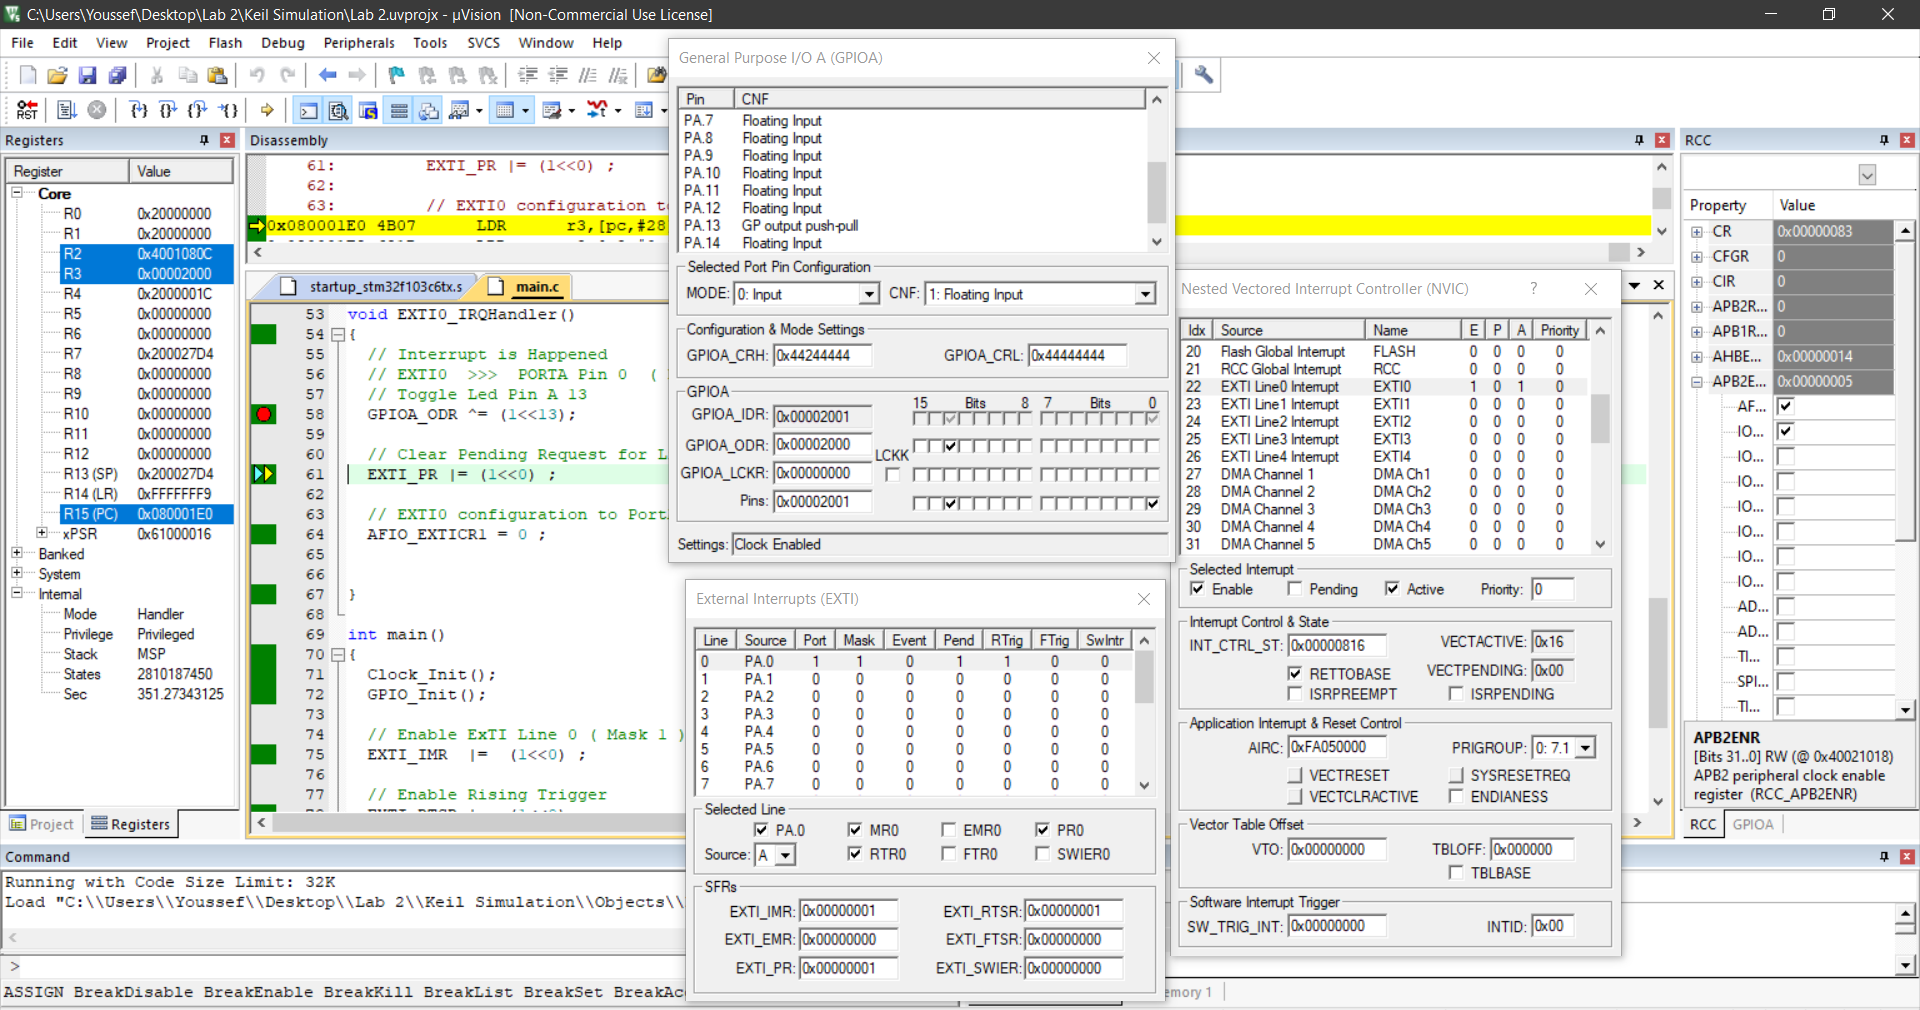 C:\Users\Youssef\Desktop\Lab 2\Keil Simulation\Lab 2.uvprojx - µVision [Non-Commercial Use License]
File Edit View Project Flash Debug Peripherals Tools SVCS Window Help
RST
Registers
Register Value
Core
R0 0x20000000
R1 0x20000000
R2 0x4001080C
R3 0x00002000
R4 0x2000001C
R5 0x00000000
R6 0x00000000
R7 0x200027D4
R8 0x00000000
R9 0x00000000
R10 0x00000000
R11 0x00000000
R12 0x00000000
R13 (SP) 0x200027D4
R14 (LR) 0xFFFFFFF9
R15 (PC) 0x080001E0
xPSR 0x61000016
Banked
System
Internal
Mode Handler
Privilege Privileged
Stack MSP
States 2810187450
Sec 351.27343125
Project Registers
Disassembly
61: EXTI_PR |= (1<<0) ;
62:
63: // EXTI0 configuration t
0x080001E0 4B07 LDR r3,[pc,#28]
startup_stm32f103c6tx.s main.c
53 void EXTI0_IRQHandler()
54 {
55 // Interrupt is Happened
56 // EXTI0 >>> PORTA Pin 0 (
57 // Toggle Led Pin A 13
58 GPIOA_ODR ^= (1<<13);
59
60 // Clear Pending Request for L
61 EXTI_PR |= (1<<0) ;
62
63 // EXTI0 configuration to Port
64 AFIO_EXTICR1 = 0 ;
65
66
67 }
68
69 int main()
70 {
71 Clock_Init();
72 GPIO_Init();
73
74 // Enable ExTI Line 0 ( Mask 1 )
75 EXTI_IMR |= (1<<0) ;
76
77 // Enable Rising Trigger
General Purpose I/O A (GPIOA)
Pin CNF
PA.7 Floating Input
PA.8 Floating Input
PA.9 Floating Input
PA.10 Floating Input
PA.11 Floating Input
PA.12 Floating Input
PA.13 GP output push-pull
PA.14 Floating Input
Selected Port Pin Configuration
MODE: 0: Input CNF: 1: Floating Input
Configuration & Mode Settings
GPIOA_CRH: 0x44244444 GPIOA_CRL: 0x44444444
GPIOA
15 Bits 8 7 Bits 0
GPIOA_IDR: 0x00002001
GPIOA_ODR: 0x00002000
LCKK
GPIOA_LCKR: 0x00000000
Pins: 0x00002001
Settings: Clock Enabled
External Interrupts (EXTI)
Line Source Port Mask Event Pend RTrig FTrig SwIntr
0 PA.0 1 1 0 1 1 0 0
1 PA.1 0 0 0 0 0 0 0
2 PA.2 0 0 0 0 0 0 0
3 PA.3 0 0 0 0 0 0 0
4 PA.4 0 0 0 0 0 0 0
5 PA.5 0 0 0 0 0 0 0
6 PA.6 0 0 0 0 0 0 0
7 PA.7 0 0 0 0 0 0 0
Selected Line
PA.0 MR0 EMR0 PR0
Source: A RTR0 FTR0 SWIER0
SFRs
EXTI_IMR: 0x00000001 EXTI_RTSR: 0x00000001
EXTI_EMR: 0x00000000 EXTI_FTSR: 0x00000000
EXTI_PR: 0x00000001 EXTI_SWIER: 0x00000000
Nested Vectored Interrupt Controller (NVIC) ?
Idx Source Name E P A Priority
20 Flash Global Interrupt FLASH 0 0 0 0
21 RCC Global Interrupt RCC 0 0 0 0
22 EXTI Line0 Interrupt EXTI0 1 0 1 0
23 EXTI Line1 Interrupt EXTI1 0 0 0 0
24 EXTI Line2 Interrupt EXTI2 0 0 0 0
25 EXTI Line3 Interrupt EXTI3 0 0 0 0
26 EXTI Line4 Interrupt EXTI4 0 0 0 0
27 DMA Channel 1 DMA Ch1 0 0 0 0
28 DMA Channel 2 DMA Ch2 0 0 0 0
29 DMA Channel 3 DMA Ch3 0 0 0 0
30 DMA Channel 4 DMA Ch4 0 0 0 0
31 DMA Channel 5 DMA Ch5 0 0 0 0
Selected Interrupt
Enable Pending Active Priority: 0
Interrupt Control & State
INT_CTRL_ST: 0x00000816 VECTACTIVE: 0x16
RETTOBASE VECTPENDING: 0x00
ISRPREEMPT ISRPENDING
Application Interrupt & Reset Control
AIRC: 0xFA050000 PRIGROUP: 0: 7.1
VECTRESET SYSRESETREQ
VECTCLRACTIVE ENDIANESS
Vector Table Offset
VTO: 0x00000000 TBLOFF: 0x000000
TBLBASE
Software Interrupt Trigger
SW_TRIG_INT: 0x00000000 INTID: 0x00
RCC
Property Value
CR 0x00000083
CFGR 0
CIR 0
APB2R... 0
APB1R... 0
AHBE... 0x00000014
APB2E... 0x00000005
AF...
IO...
IO...
IO...
IO...
IO...
IO...
IO...
AD...
AD...
TI...
SPI...
TI...
APB2ENR
[Bits 31..0] RW (@ 0x40021018)
APB2 peripheral clock enable
register (RCC_APB2ENR)
RCC GPIOA
Command
Running with Code Size Limit: 32K
Load "C:\\Users\\Youssef\\Desktop\\Lab 2\\Keil Simulation\\Objects\\
>
ASSIGN BreakDisable BreakEnable BreakKill BreakList BreakSet BreakAc
emory 1